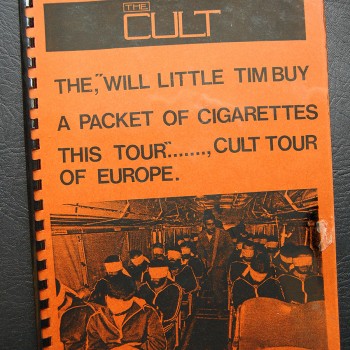 THE
CULT
THE,"WILL LITTLE TIM BUY
A PACKET OF CIGARETTES
THIS TOUR"......., CULT TOUR
OF EUROPE.